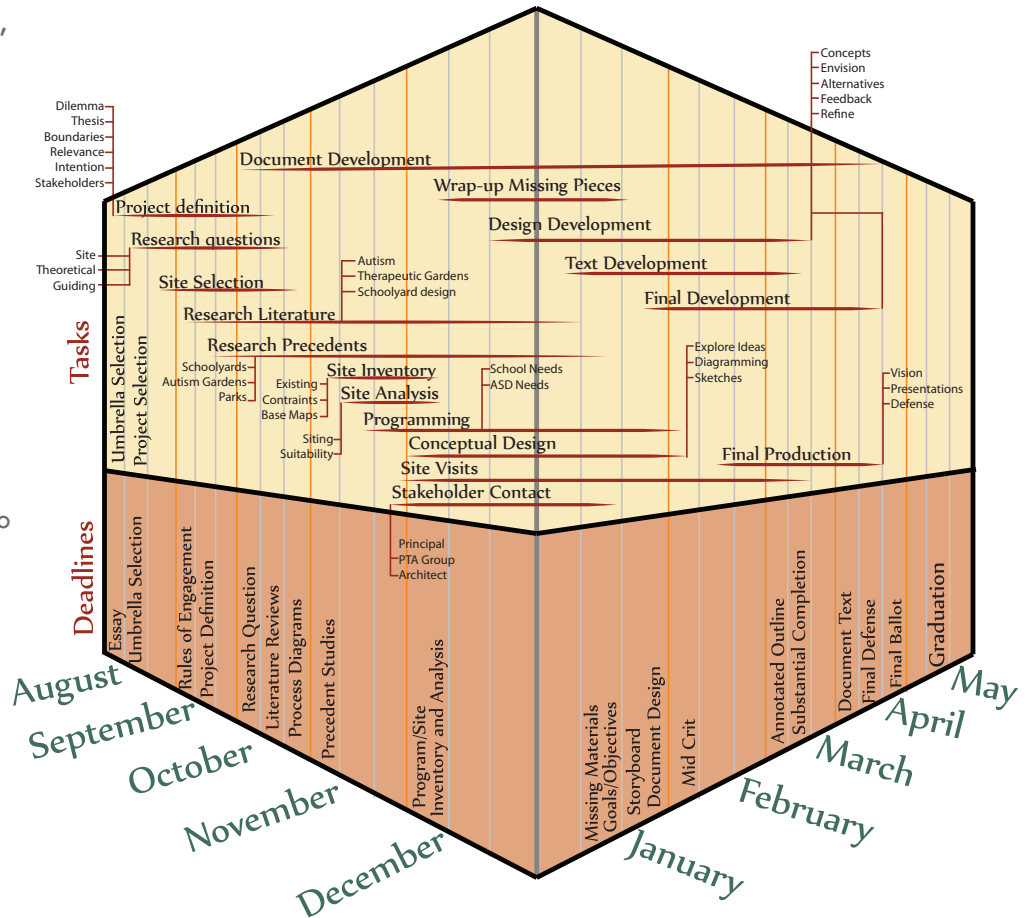 Concepts
Envision
Alternatives
Feedback
Refine
Dilemma
Thesis
Boundaries
Relevance
Intention
Stakeholders
Document Development
Wrap-up Missing Pieces
Project definition
Design Development
Research questions
Site
Theoretical
Guiding
Text Development
Autism
Therapeutic Gardens
Schoolyard design
Site Selection
Final Development
Research Literature
Tasks
Umbrella Selection
Project Selection
Research Precedents
Schoolyards
Autism Gardens
Parks
Explore Ideas
Diagramming
Sketches
Site Inventory
School Needs
ASD Needs
Existing
Contraints
Base Maps
Vision
Presentations
Defense
Site Analysis
Siting
Suitability
Programming
Conceptual Design
Final Production
Site Visits
Stakeholder Contact
Principal
PTA Group
Architect
Deadlines
Essay
Umbrella Selection
Rules of Engagement
Project Definition
Research Question
Literature Reviews
Process Diagrams
Precedent Studies
Program/Site
Inventory and Analysis
Missing Materials
Goals/Objectives
Storyboard
Document Design
Mid Crit
Annotated Outline
Substantial Completion
Document Text
Final Defense
Final Ballot
Graduation
August
September
October
November
December
January
February
March
April
May